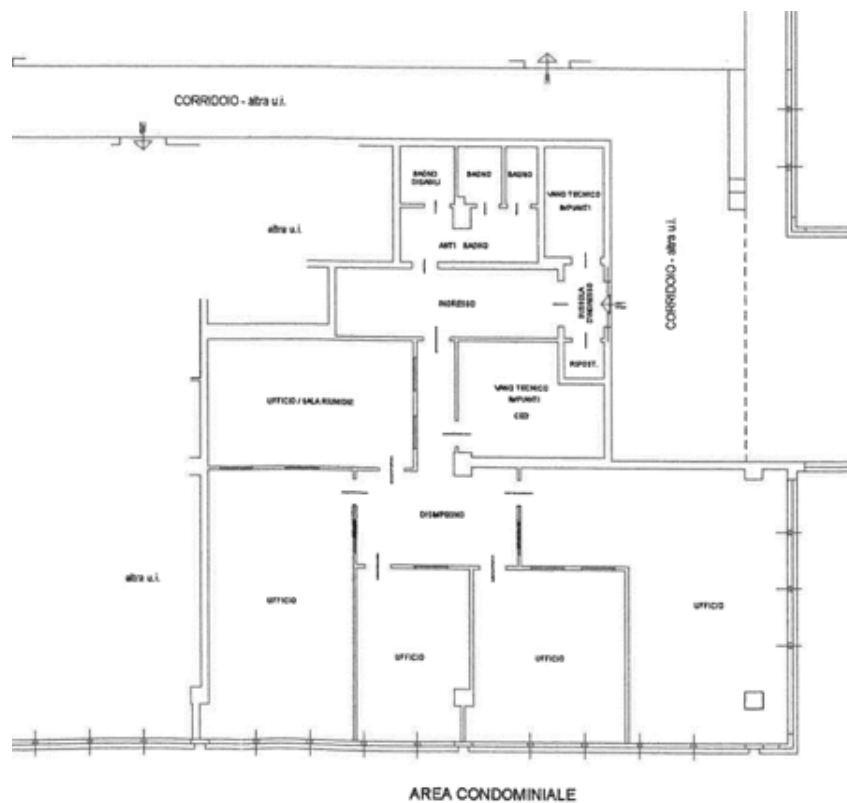 CORRIDOIO - altra u.i.
BAGNO
DISABILI
BAGNO
BAGNO
VANO TECNICO
IMPIANTI
altra u.i.
ANTI BAGNO
CORRIDOIO - altra u.i.
INGRESSO
BUSSOLA
D'INGRESSO
RIPOST.
UFFICIO / SALA RIUNIONI
VANO TECNICO
IMPIANTI
CED
DISIMPEGNO
altra u.i.
UFFICIO
UFFICIO
UFFICIO
UFFICIO
AREA CONDOMINIALE